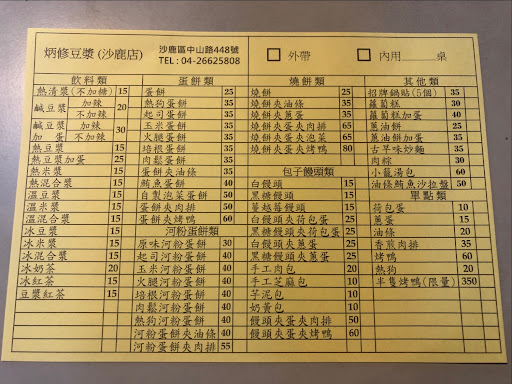 炳修豆漿(沙鹿店)
沙鹿區中山路448號
TEL：04-26625808
□ 外帶 □ 內用 桌
飲料類
熱清漿(不加糖) 15
鹹豆漿 加辣 不加辣 20
鹹豆漿加蛋 加辣 不加辣 30
熱豆漿 15
熱豆漿加蛋 25
熱米漿 15
熱混合漿 15
溫豆漿 15
溫米漿 15
溫混合漿 15
冰豆漿 15
冰米漿 15
冰混合漿 15
冰奶茶 20
冰紅茶 15
豆漿紅茶 15
蛋餅類
蛋餅 25
熱狗蛋餅 35
起司蛋餅 35
玉米蛋餅 35
火腿蛋餅 35
培根蛋餅 35
肉鬆蛋餅 35
蛋餅夾油條 35
鮪魚蛋餅 40
自製泡菜蛋餅 50
蛋餅夾肉排 50
蛋餅夾烤鴨 60
河粉蛋餅類
原味河粉蛋餅 30
起司河粉蛋餅 40
玉米河粉蛋餅 40
火腿河粉蛋餅 40
培根河粉蛋餅 40
肉鬆河粉蛋餅 40
熱狗河粉蛋餅 40
河粉蛋餅夾油條 40
河粉蛋餅夾肉排 55
燒餅類
燒餅 25
燒餅夾油條 35
燒餅夾蔥蛋 35
燒餅夾蛋夾肉排 65
燒餅夾蛋夾泡菜 65
燒餅夾蛋夾烤鴨 80
包子饅頭類
白饅頭 15
黑糖饅頭 15
蔓越莓饅頭 15
白饅頭夾荷包蛋 25
黑糖饅頭夾荷包蛋 25
白饅頭夾蔥蛋 25
黑糖饅頭夾蔥蛋 25
手工肉包 20
手工芝麻包 20
芋泥包 20
奶黃包 20
饅頭夾蛋夾肉排 50
饅頭夾蛋夾烤鴨 60
其他類
招牌鍋貼(5個) 35
蘿蔔糕 30
蘿蔔糕加蛋 40
蔥油餅 30
蔥油餅加蛋 40
古早味炒麵 35
肉粽 30
小籠湯包 60
油條鮪魚沙拉盤 50
單點類
荷包蛋 10
蔥蛋 15
油條 20
香煎肉排 35
烤鴨 60
熱狗 20
半隻烤鴨(限量) 350